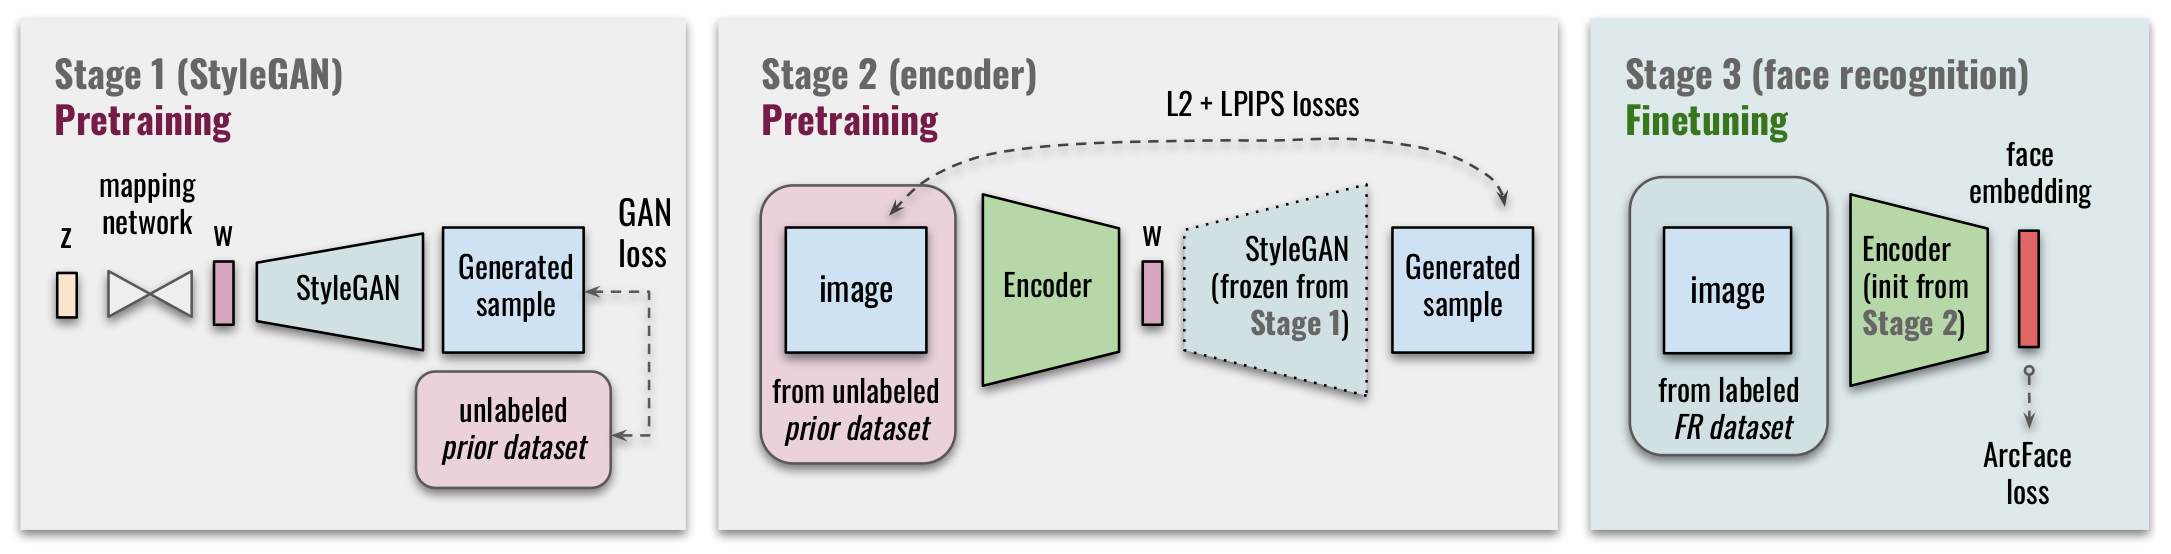 Stage 1 (StyleGAN)
Pretraining
mapping
network
z
w
StyleGAN
Generated
sample
GAN
loss
unlabeled
prior dataset
Stage 2 (encoder)
Pretraining
L2 + LPIPS losses
image
from unlabeled
prior dataset
Encoder
w
StyleGAN
(frozen from
Stage 1)
Generated
sample
Stage 3 (face recognition)
Finetuning
image
from labeled
FR dataset
Encoder
(init from
Stage 2)
face
embedding
ArcFace
loss